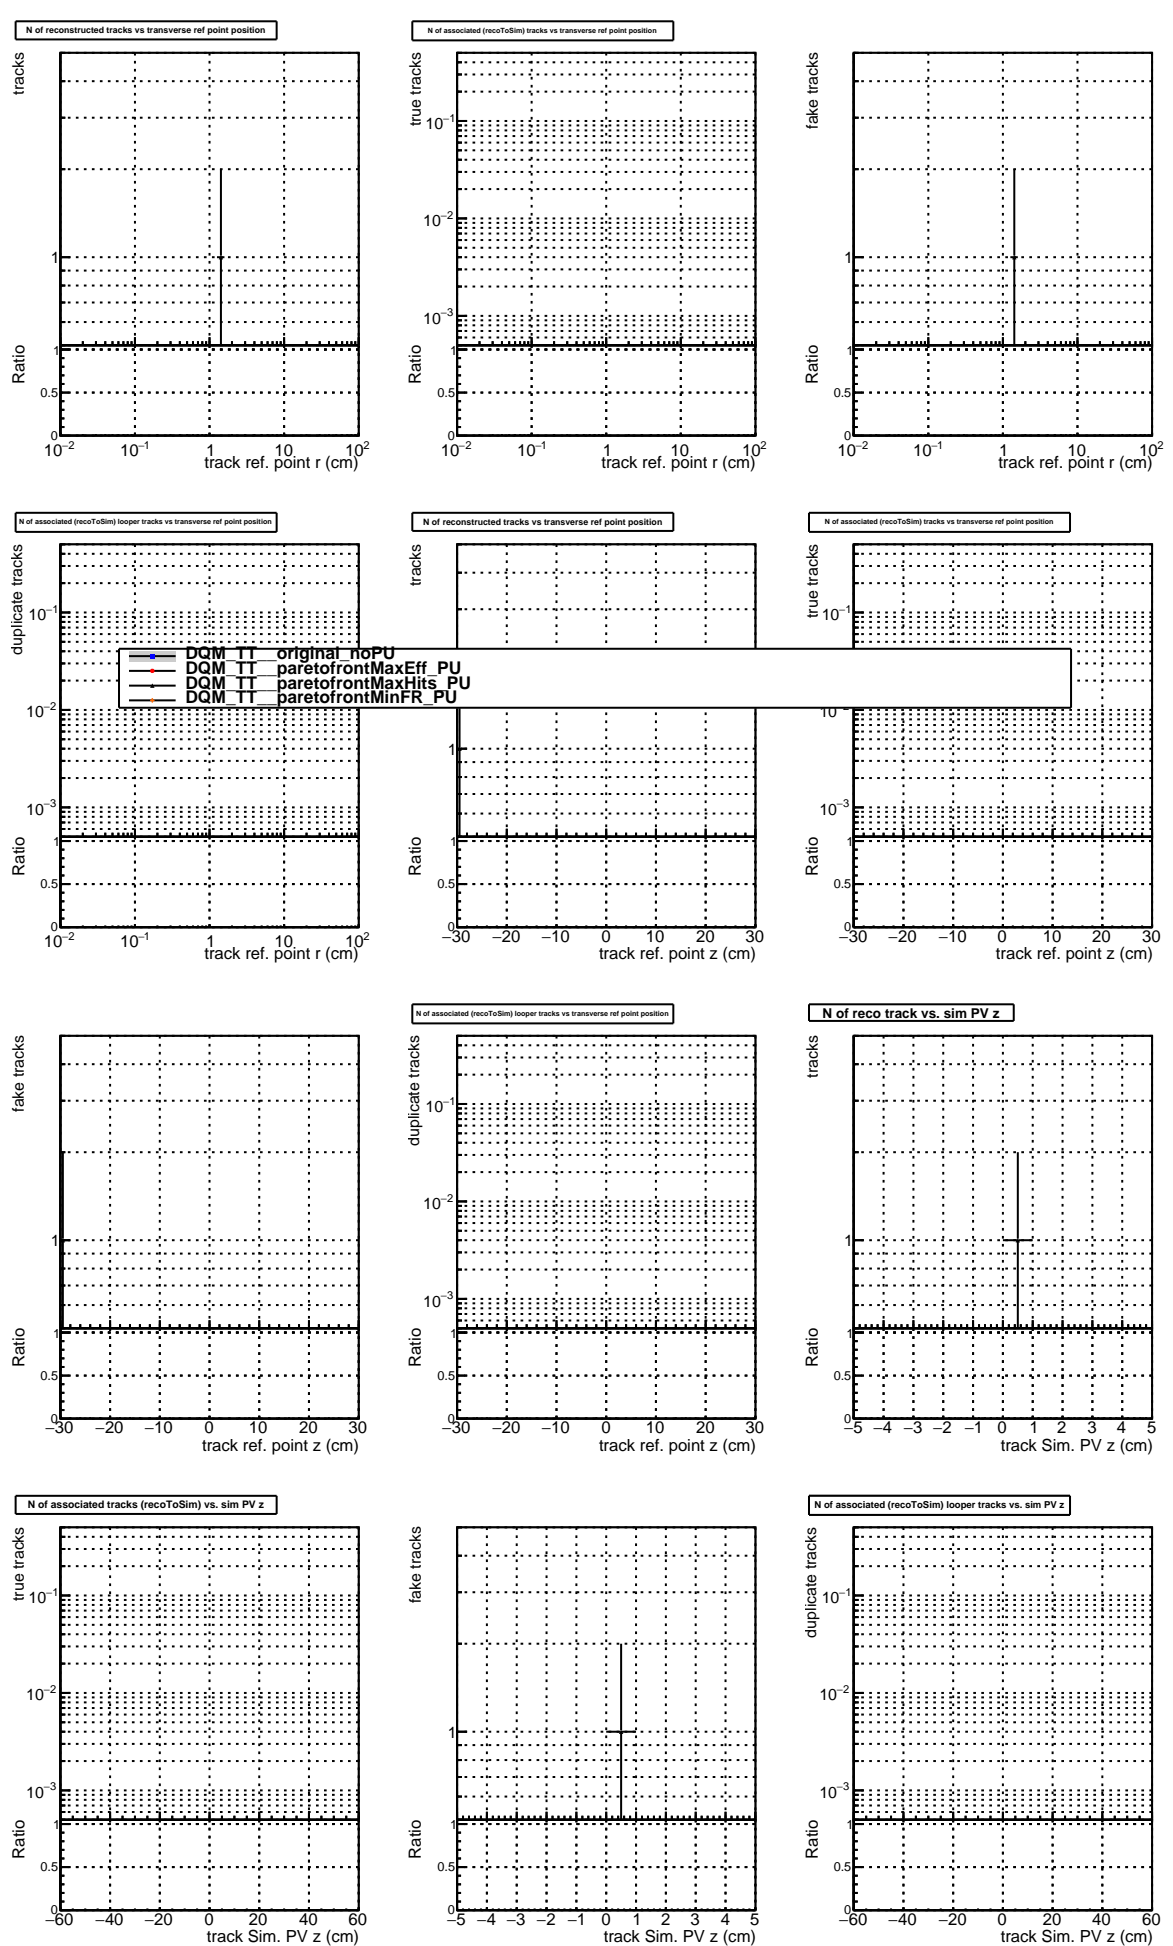 N of reconstructed tracks vs transverse ref point position
N of associated (recoToSim) tracks vs transverse ref point position
tracks
true tracks
fake tracks
10−1
10−2
1
1
10−3
Ratio
Ratio
Ratio
1
1
1
0.5
0.5
0.5
0
0
0
10−2 10−1 1 10 102
10−2 10−1 1 10 102
10−2 10−1 1 10 102
track ref. point r (cm)
track ref. point r (cm)
track ref. point r (cm)
N of associated (recoToSim) looper tracks vs transverse ref point position
N of reconstructed tracks vs transverse ref point position
N of associated (recoToSim) tracks vs transverse ref point position
duplicate tracks
tracks
true tracks
10−1
10−1
DQM_TT__original_noPU
DQM_TT__paretofrontMaxEff_PU
DQM_TT__paretofrontMaxHits_PU
DQM_TT__paretofrontMinFR_PU
10−2
10−2
1
10−3
10−3
Ratio
Ratio
Ratio
1
1
1
0.5
0.5
0.5
0
0
0
10−2 10−1 1 10 102
−30 −20 −10 0 10 20 30
−30 −20 −10 0 10 20 30
track ref. point r (cm)
track ref. point z (cm)
track ref. point z (cm)
N of associated (recoToSim) looper tracks vs transverse ref point position
N of reco track vs. sim PV z
fake tracks
duplicate tracks
tracks
10−1
10−2
1
1
10−3
Ratio
Ratio
Ratio
1
1
1
0.5
0.5
0.5
0
0
0
−30 −20 −10 0 10 20 30
−30 −20 −10 0 10 20 30
−5 −4 −3 −2 −1 0 1 2 3 4 5
track ref. point z (cm)
track ref. point z (cm)
track Sim. PV z (cm)
N of associated tracks (recoToSim) vs. sim PV z
N of associated (recoToSim) looper tracks vs. sim PV z
true tracks
fake tracks
duplicate tracks
10−1
10−1
10−2
10−2
1
10−3
10−3
Ratio
Ratio
Ratio
1
1
1
0.5
0.5
0.5
0
0
0
−60 −40 −20 0 20 40 60
−5 −4 −3 −2 −1 0 1 2 3 4 5
−60 −40 −20 0 20 40 60
track Sim. PV z (cm)
track Sim. PV z (cm)
track Sim. PV z (cm)